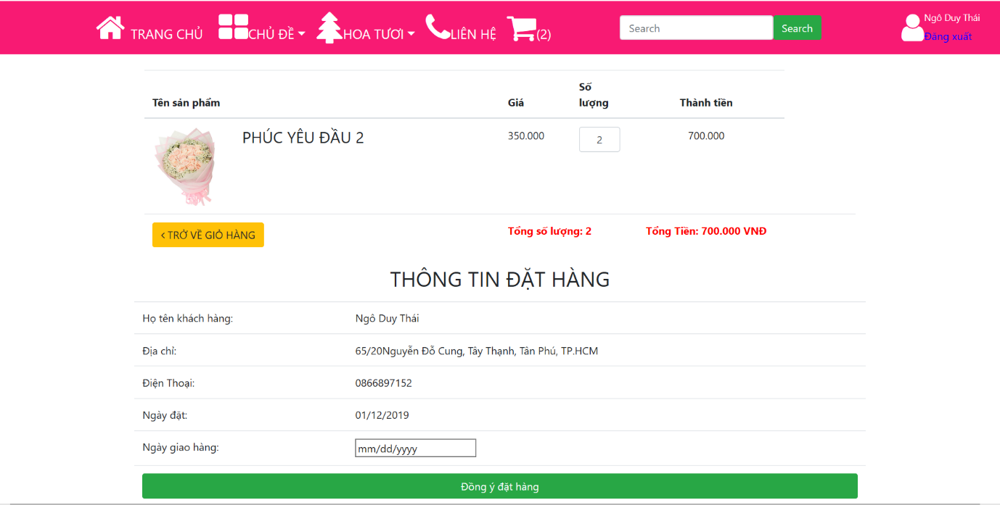 TRANG CHỦ CHỦ ĐỀ HOA TƯƠI LIÊN HỆ (2) Search Search Ngô Duy Thái
Đăng xuất
Tên sản phẩm Giá Số lượng Thành tiền
PHÚC YÊU ĐẦU 2 350.000 2 700.000
< TRỞ VỀ GIỎ HÀNG Tổng số lượng: 2 Tổng Tiền: 700.000 VNĐ
THÔNG TIN ĐẶT HÀNG
Họ tên khách hàng: Ngô Duy Thái
Địa chỉ: 65/20Nguyễn Đỗ Cung, Tây Thạnh, Tân Phú, TP.HCM
Điện Thoại: 0866897152
Ngày đặt: 01/12/2019
Ngày giao hàng: mm/dd/yyyy
Đồng ý đặt hàng